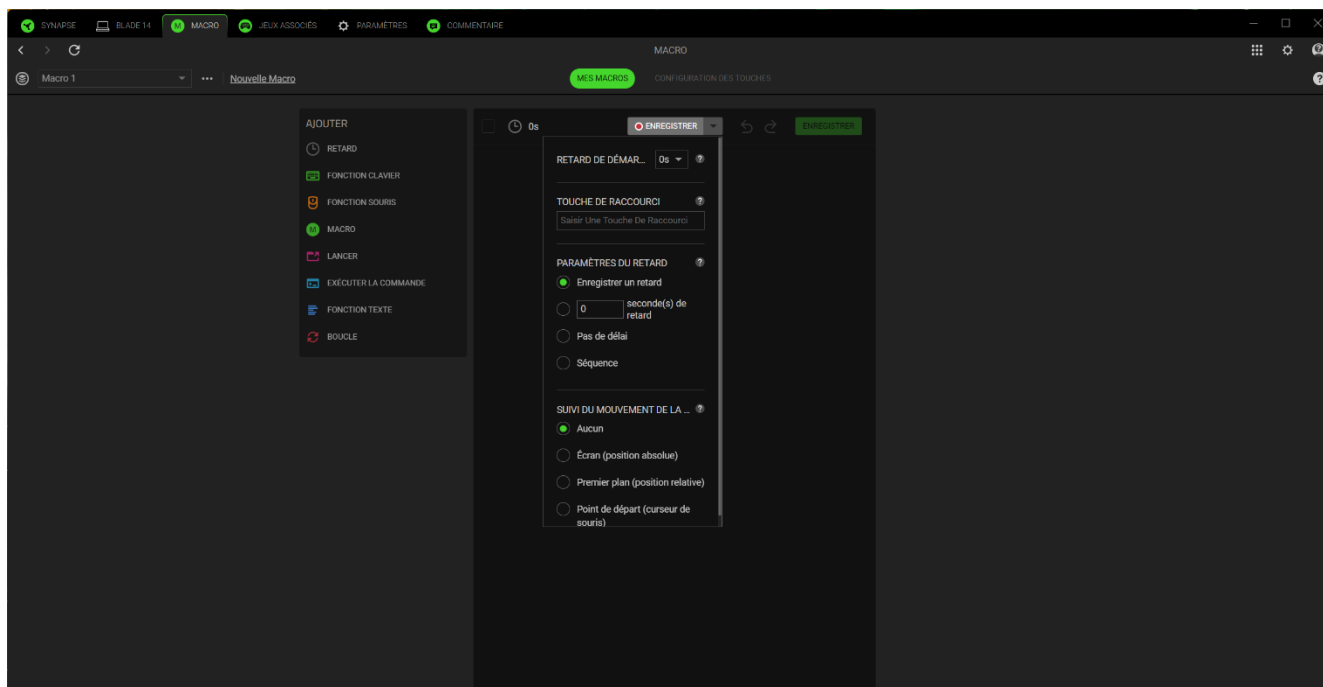 SYNAPSE BLADE 14 MACRO JEUX ASSOCIÉS PARAMÈTRES COMMENTAIRE
MACRO
Macro 1 Nouvelle Macro MES MACROS CONFIGURATION DES TOUCHES
AJOUTER
RETARD
FONCTION CLAVIER
FONCTION SOURIS
MACRO
LANCER
EXÉCUTER LA COMMANDE
FONCTION TEXTE
BOUCLE
0s ENREGISTRER ENREGISTRER
RETARD DE DÉMAR... 0s
TOUCHE DE RACCOURCI
Saisir Une Touche De Raccourci
PARAMÈTRES DU RETARD
Enregistrer un retard
0 seconde(s) de
retard
Pas de délai
Séquence
SUIVI DU MOUVEMENT DE LA ...
Aucun
Écran (position absolue)
Premier plan (position relative)
Point de départ (curseur de
souris)